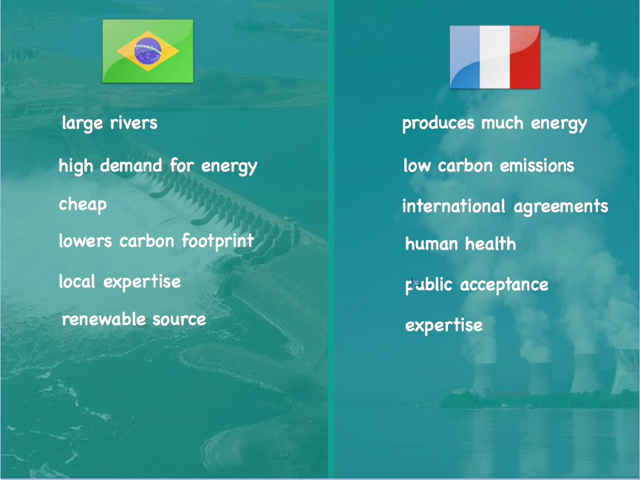 large rivers
high demand for energy
cheap
lowers carbon footprint
local expertise
renewable source
produces much energy
low carbon emissions
international agreements
human health
public acceptance
expertise